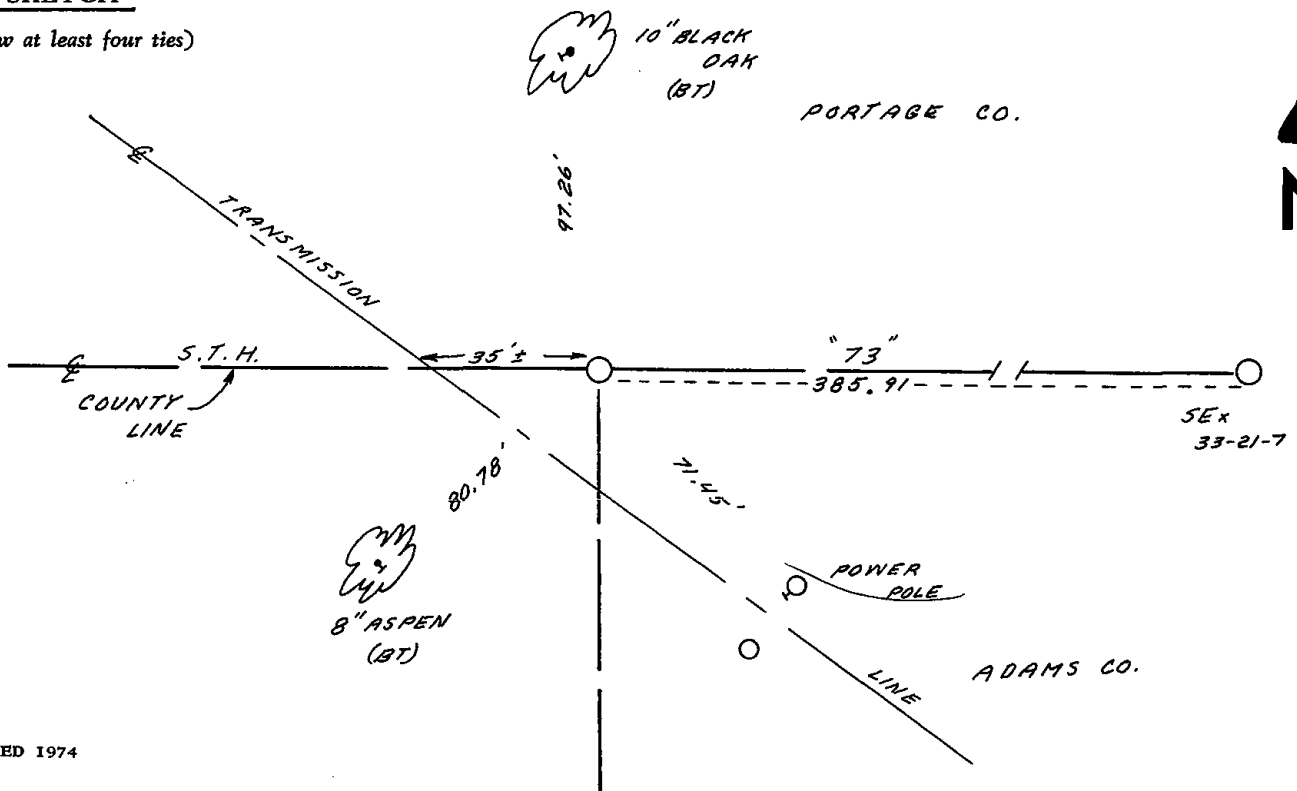 (w at least four ties)
10" BLACK
OAK
(BT)
PORTAGE CO.
N
97.26'
TRANSMISSION
S.T.H.
35'±
"73"
385.91
COUNTY
LINE
SEx
33-21-7
80.78'
71.45'
POWER
POLE
8" ASPEN
(BT)
LINE
ADAMS CO.
ED 1974